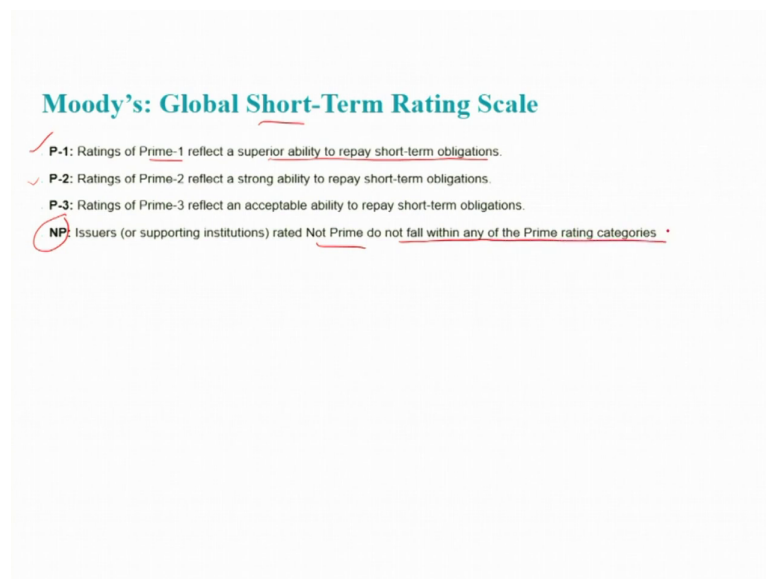 Moody's: Global Short-Term Rating Scale
P-1: Ratings of Prime-1 reflect a superior ability to repay short-term obligations.
P-2: Ratings of Prime-2 reflect a strong ability to repay short-term obligations.
P-3: Ratings of Prime-3 reflect an acceptable ability to repay short-term obligations.
NP: Issuers (or supporting institutions) rated Not Prime do not fall within any of the Prime rating categories